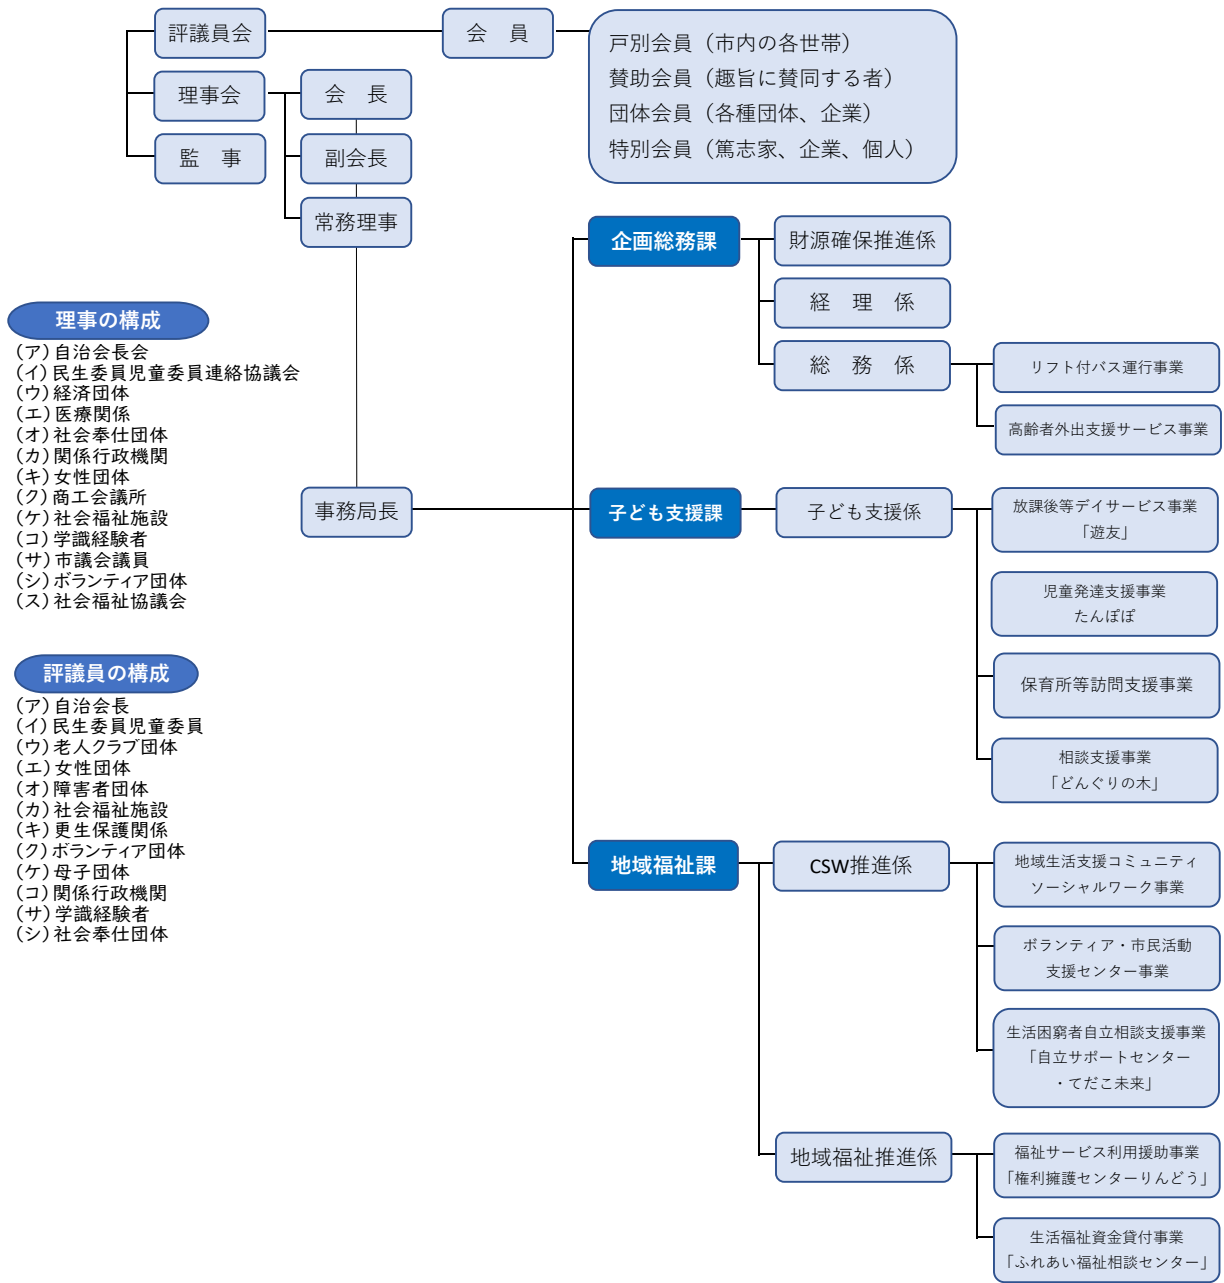 評議員会
会　員
戸別会員（市内の各世帯）
賛助会員（趣旨に賛同する者）
団体会員（各種団体、企業）
特別会員（篤志家、企業、個人）
理事会
会　長
監　事
副会長
常務理事
企画総務課
財源確保推進係
経　理　係
総　務　係
リフト付バス運行事業
高齢者外出支援サービス事業
理事の構成
（ア）自治会長会
（イ）民生委員児童委員連絡協議会
（ウ）経済団体
（エ）医療関係
（オ）社会奉仕団体
（カ）関係行政機関
（キ）女性団体
（ク）商工会議所
（ケ）社会福祉施設
（コ）学識経験者
（サ）市議会議員
（シ）ボランティア団体
（ス）社会福祉協議会
事務局長
子ども支援課
子ども支援係
放課後等デイサービス事業
「遊友」
児童発達支援事業
たんぽぽ
保育所等訪問支援事業
相談支援事業
「どんぐりの木」
評議員の構成
（ア）自治会長
（イ）民生委員児童委員
（ウ）老人クラブ団体
（エ）女性団体
（オ）障害者団体
（カ）社会福祉施設
（キ）更生保護関係
（ク）ボランティア団体
（ケ）母子団体
（コ）関係行政機関
（サ）学識経験者
（シ）社会奉仕団体
地域福祉課
CSW推進係
地域生活支援コミュニティ
ソーシャルワーク事業
ボランティア・市民活動
支援センター事業
生活困窮者自立相談支援事業
「自立サポートセンター
・てだこ未来」
地域福祉推進係
福祉サービス利用援助事業
「権利擁護センターりんどう」
生活福祉資金貸付事業
「ふれあい福祉相談センター」